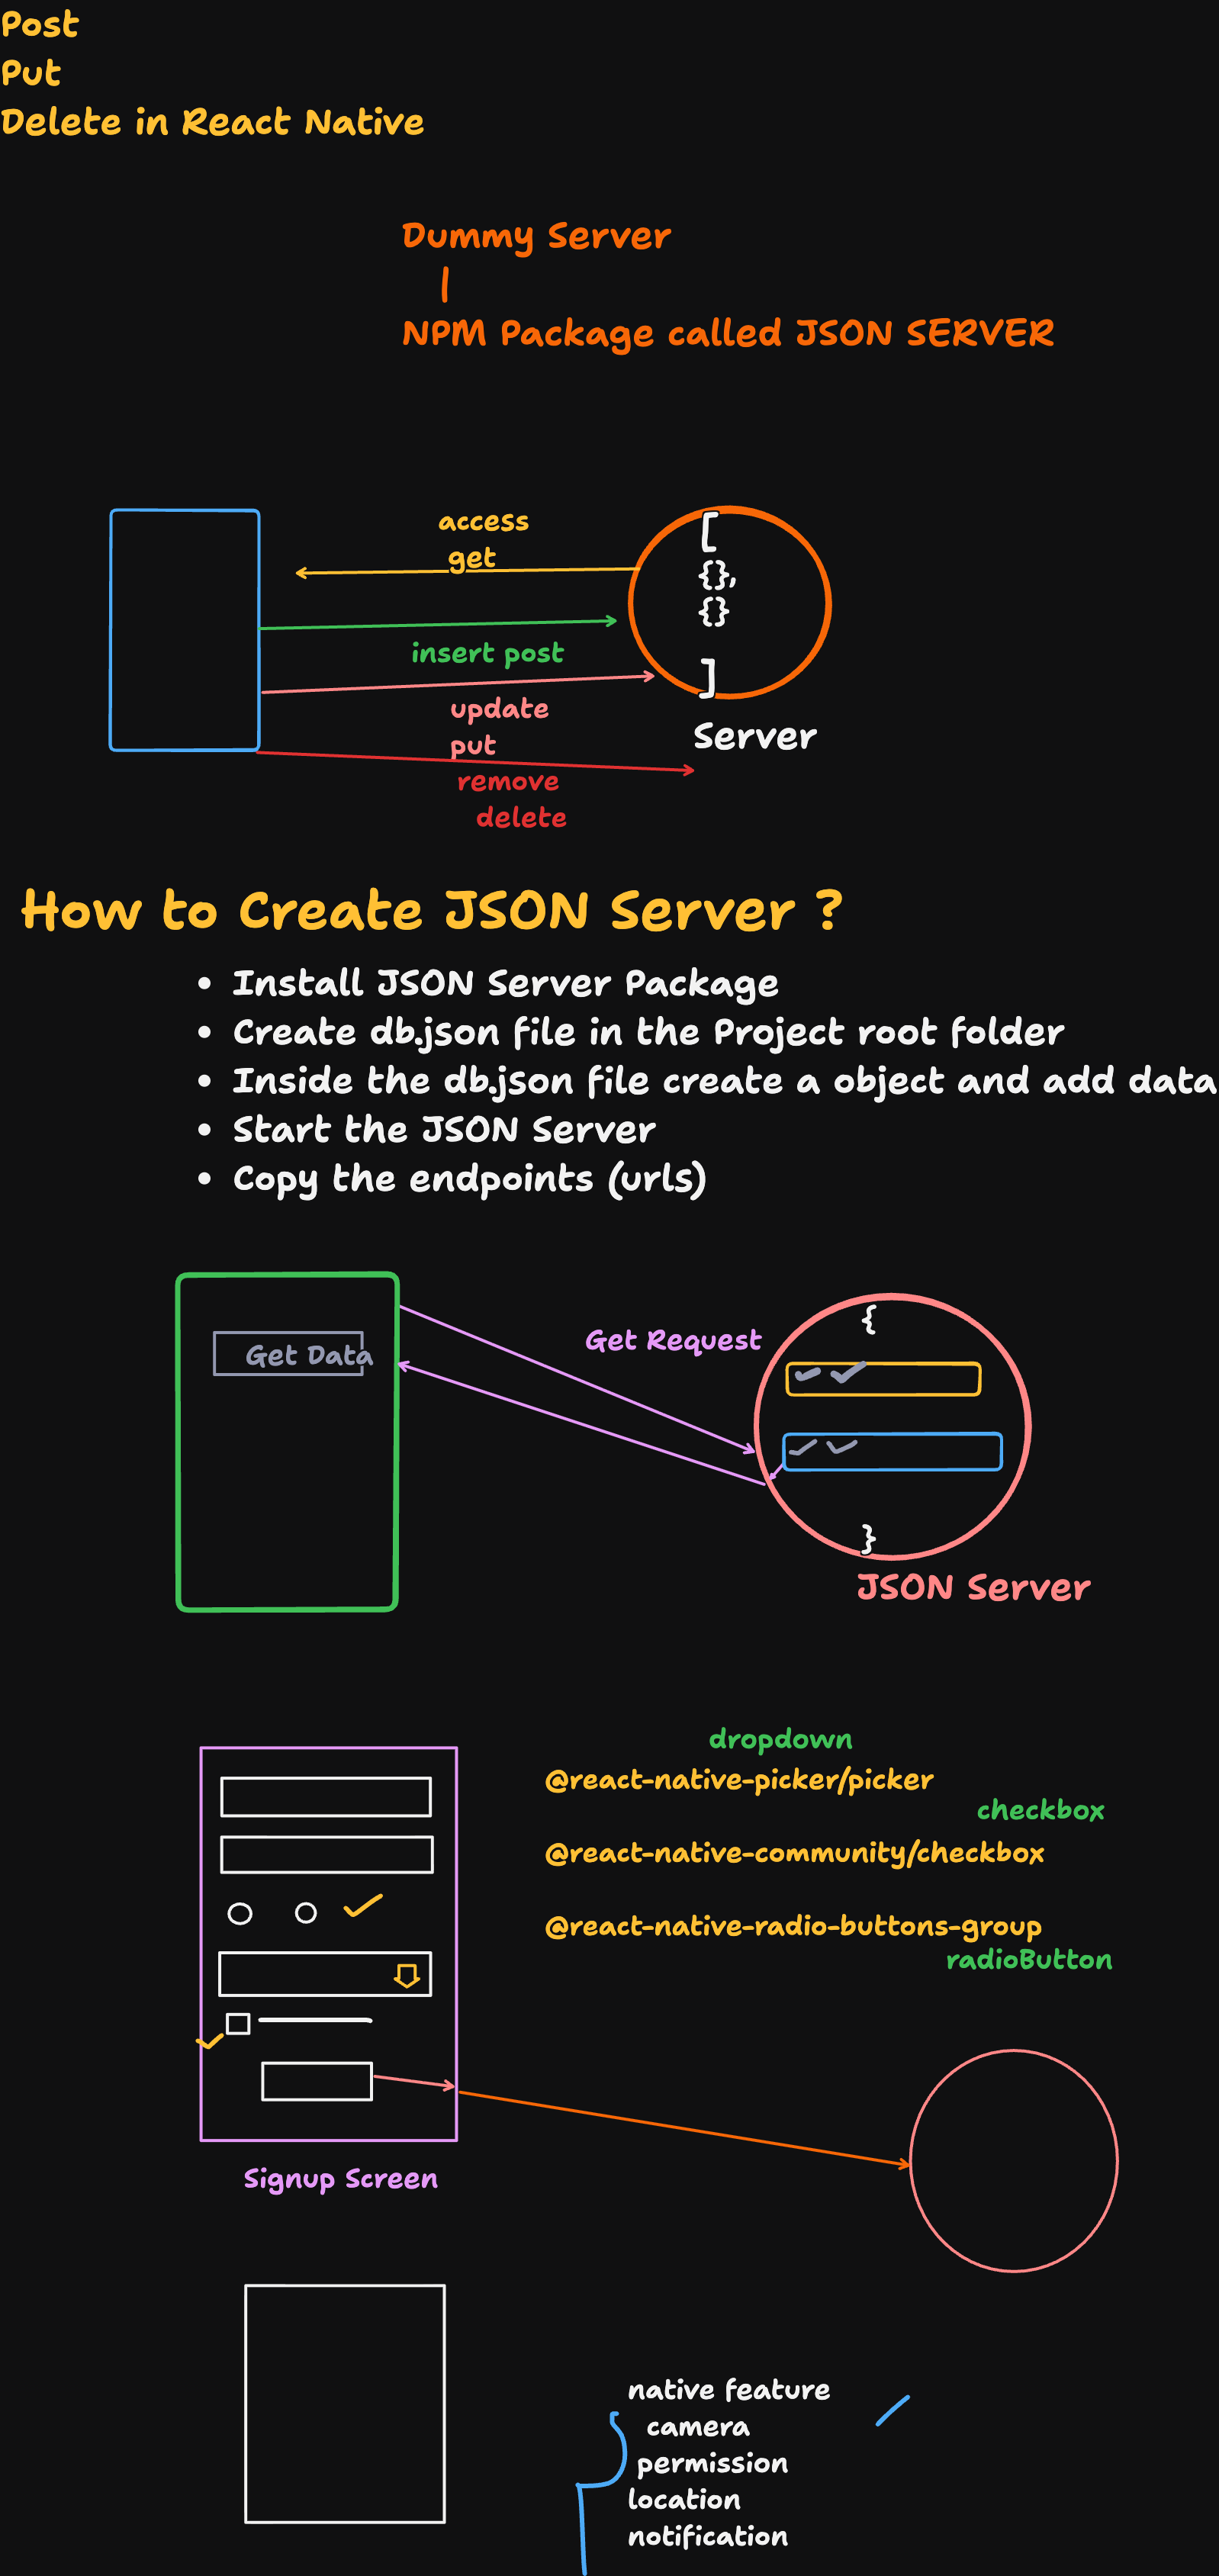 Post
Put
Delete in React Native
Dummy Server
NPM Package called JSON SERVER
access
get
insert post
update
put
remove
delete
[
{},
{}
]
Server
How to Create JSON Server ?
• Install JSON Server Package
• Create db.json file in the Project root folder
• Inside the db.json file create a object and add data
• Start the JSON Server
• Copy the endpoints (urls)
Get Data
Get Request
{
}
JSON Server
dropdown
@react-native-picker/picker
checkbox
@react-native-community/checkbox
@react-native-radio-buttons-group
radioButton
Signup Screen
native feature
camera
permission
location
notification